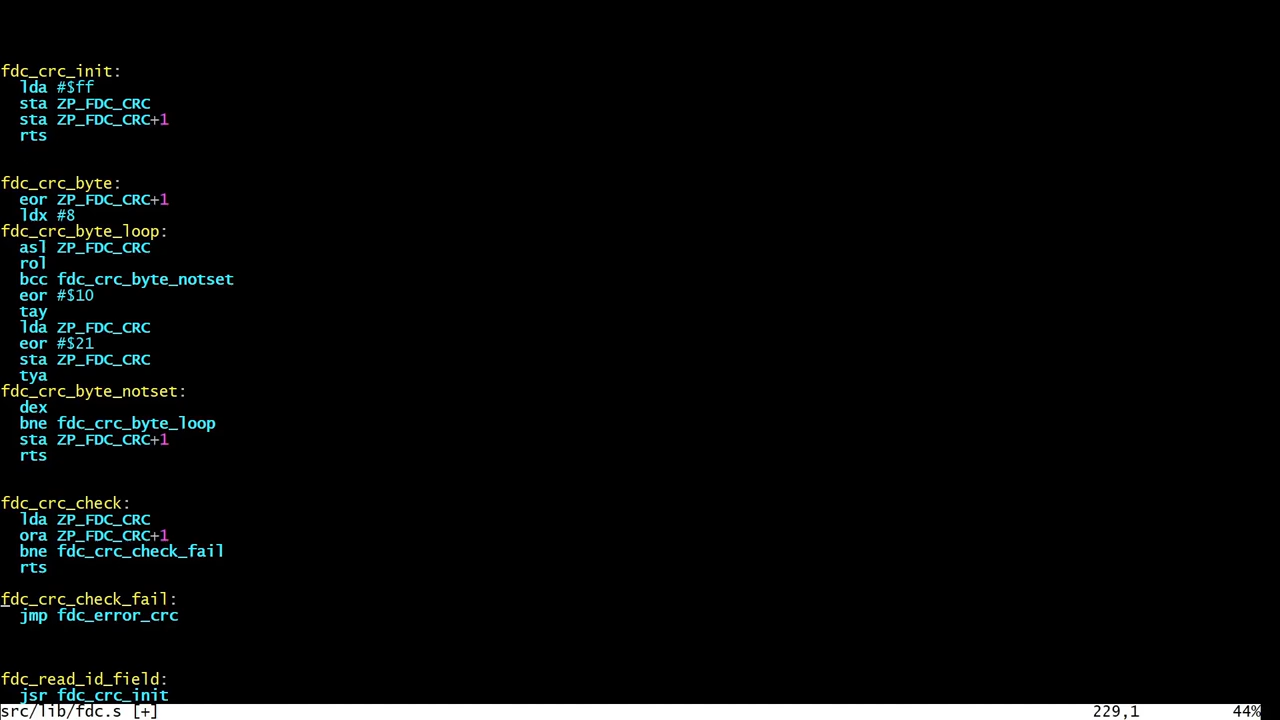 fdc_crc_init:
  lda #$ff
  sta ZP_FDC_CRC
  sta ZP_FDC_CRC+1
  rts
fdc_crc_byte:
  eor ZP_FDC_CRC+1
  ldx #8
fdc_crc_byte_loop:
  asl ZP_FDC_CRC
  rol
  bcc fdc_crc_byte_notset
  eor #$10
  tay
  lda ZP_FDC_CRC
  eor #$21
  sta ZP_FDC_CRC
  tya
fdc_crc_byte_notset:
  dex
  bne fdc_crc_byte_loop
  sta ZP_FDC_CRC+1
  rts
fdc_crc_check:
  lda ZP_FDC_CRC
  ora ZP_FDC_CRC+1
  bne fdc_crc_check_fail
  rts
fdc_crc_check_fail:
  jmp fdc_error_crc
fdc_read_id_field:
  jsr fdc_crc_init
src/lib/fdc.s [+] 229,1 44%